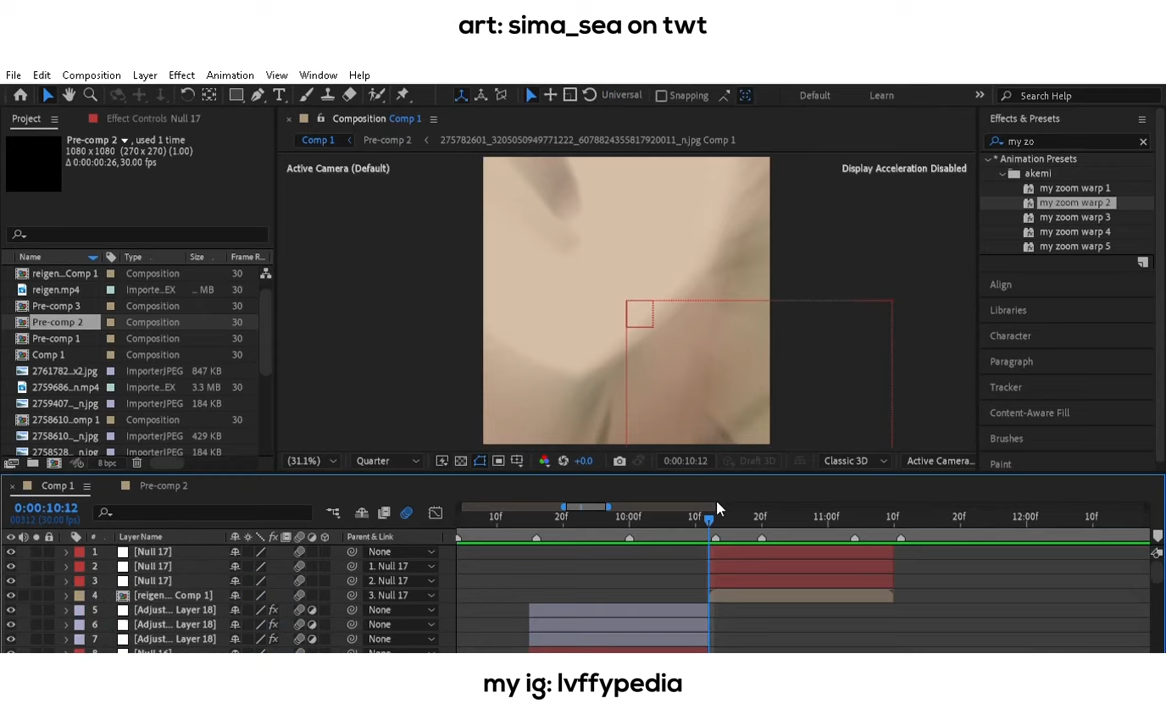 art: sima_sea on twt
File Edit Composition Layer Effect Animation View Window Help
Universal Snapping Default Learn Search Help
Project Effect Controls Null 17
Composition Comp 1
Effects & Presets
Pre-comp 2, used 1 time
1080 x 1080 (270 x 270) (1.00)
Δ 0:00:00:26, 30.00 fps
Comp 1 Pre-comp 2 275782601_3205050949771222_6078824355817920011_n.jpg Comp 1
Active Camera (Default) Display Acceleration Disabled
my zo
* Animation Presets
akemi
my zoom warp 1
my zoom warp 2
my zoom warp 3
my zoom warp 4
my zoom warp 5
Align
Libraries
Character
Paragraph
Tracker
Content-Aware Fill
Brushes
Paint
Name Type Size Frame R...
reigen...Comp 1 Composition 30
reigen.mp4 Importe...EX ... MB 30
Pre-comp 3 Composition 30
Pre-comp 2 Composition 30
Pre-comp 1 Composition 30
Comp 1 Composition 30
2761782...x2.jpg ImporterJPEG 847 KB
2759686...n.mp4 Importe...EX 3.3 MB 30
2759407..._n.jpg ImporterJPEG 184 KB
2758610...omp 1 Composition 30
2758610..._n.jpg ImporterJPEG 429 KB
2758528..._n.jpg ImporterJPEG 184 KB
8 bpc
(31.1%) Quarter +0.0 0:00:10:12 Draft 3D Classic 3D Active Camera...
Comp 1 Pre-comp 2
0:00:10:12
00312 (30.00 fps)
10f 20f 10:00f 10f 20f 11:00f 10f 20f 12:00f 10f
# Layer Name fx Parent & Link
1 [Null 17] None
2 [Null 17] 1. Null 17
3 [Null 17] 2. Null 17
4 [reigen... Comp 1] 3. Null 17
5 [Adjust... Layer 18] fx None
6 [Adjust... Layer 18] fx None
7 [Adjust... Layer 18] fx None
my ig: lvffypedia